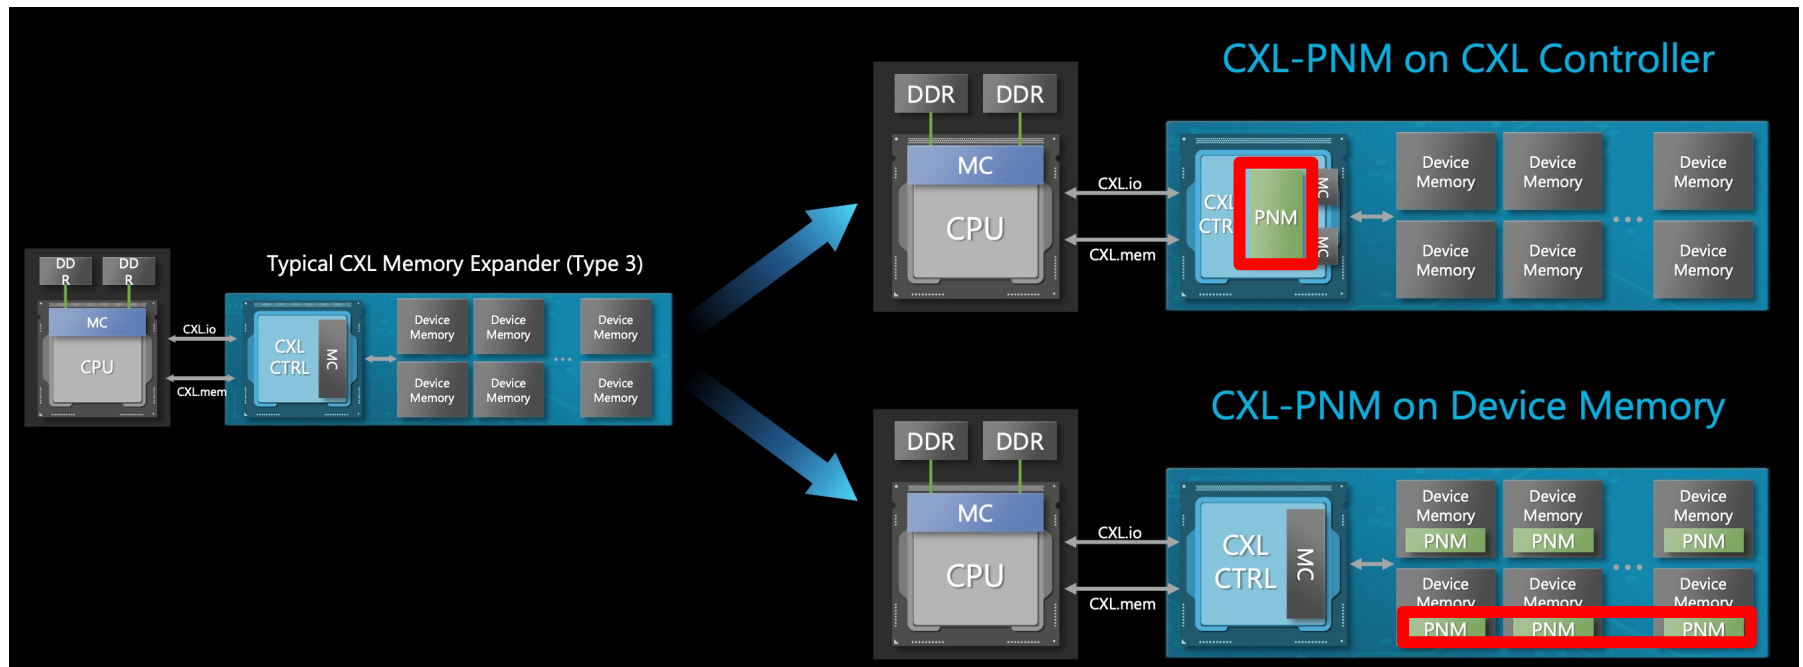 Typical CXL Memory Expander (Type 3)
DD
R
DD
R
MC
CPU
CXL.io
CXL.mem
CXL
CTRL
MC
Device
Memory
Device
Memory
Device
Memory
...
Device
Memory
Device
Memory
Device
Memory
CXL-PNM on CXL Controller
DDR
DDR
MC
CPU
CXL.io
CXL.mem
CXL
CTR
PNM
MC
MC
Device
Memory
Device
Memory
Device
Memory
...
Device
Memory
Device
Memory
Device
Memory
CXL-PNM on Device Memory
DDR
DDR
MC
CPU
CXL.io
CXL.mem
CXL
CTRL
MC
Device
Memory
PNM
Device
Memory
PNM
Device
Memory
PNM
...
Device
Memory
PNM
Device
Memory
PNM
Device
Memory
PNM